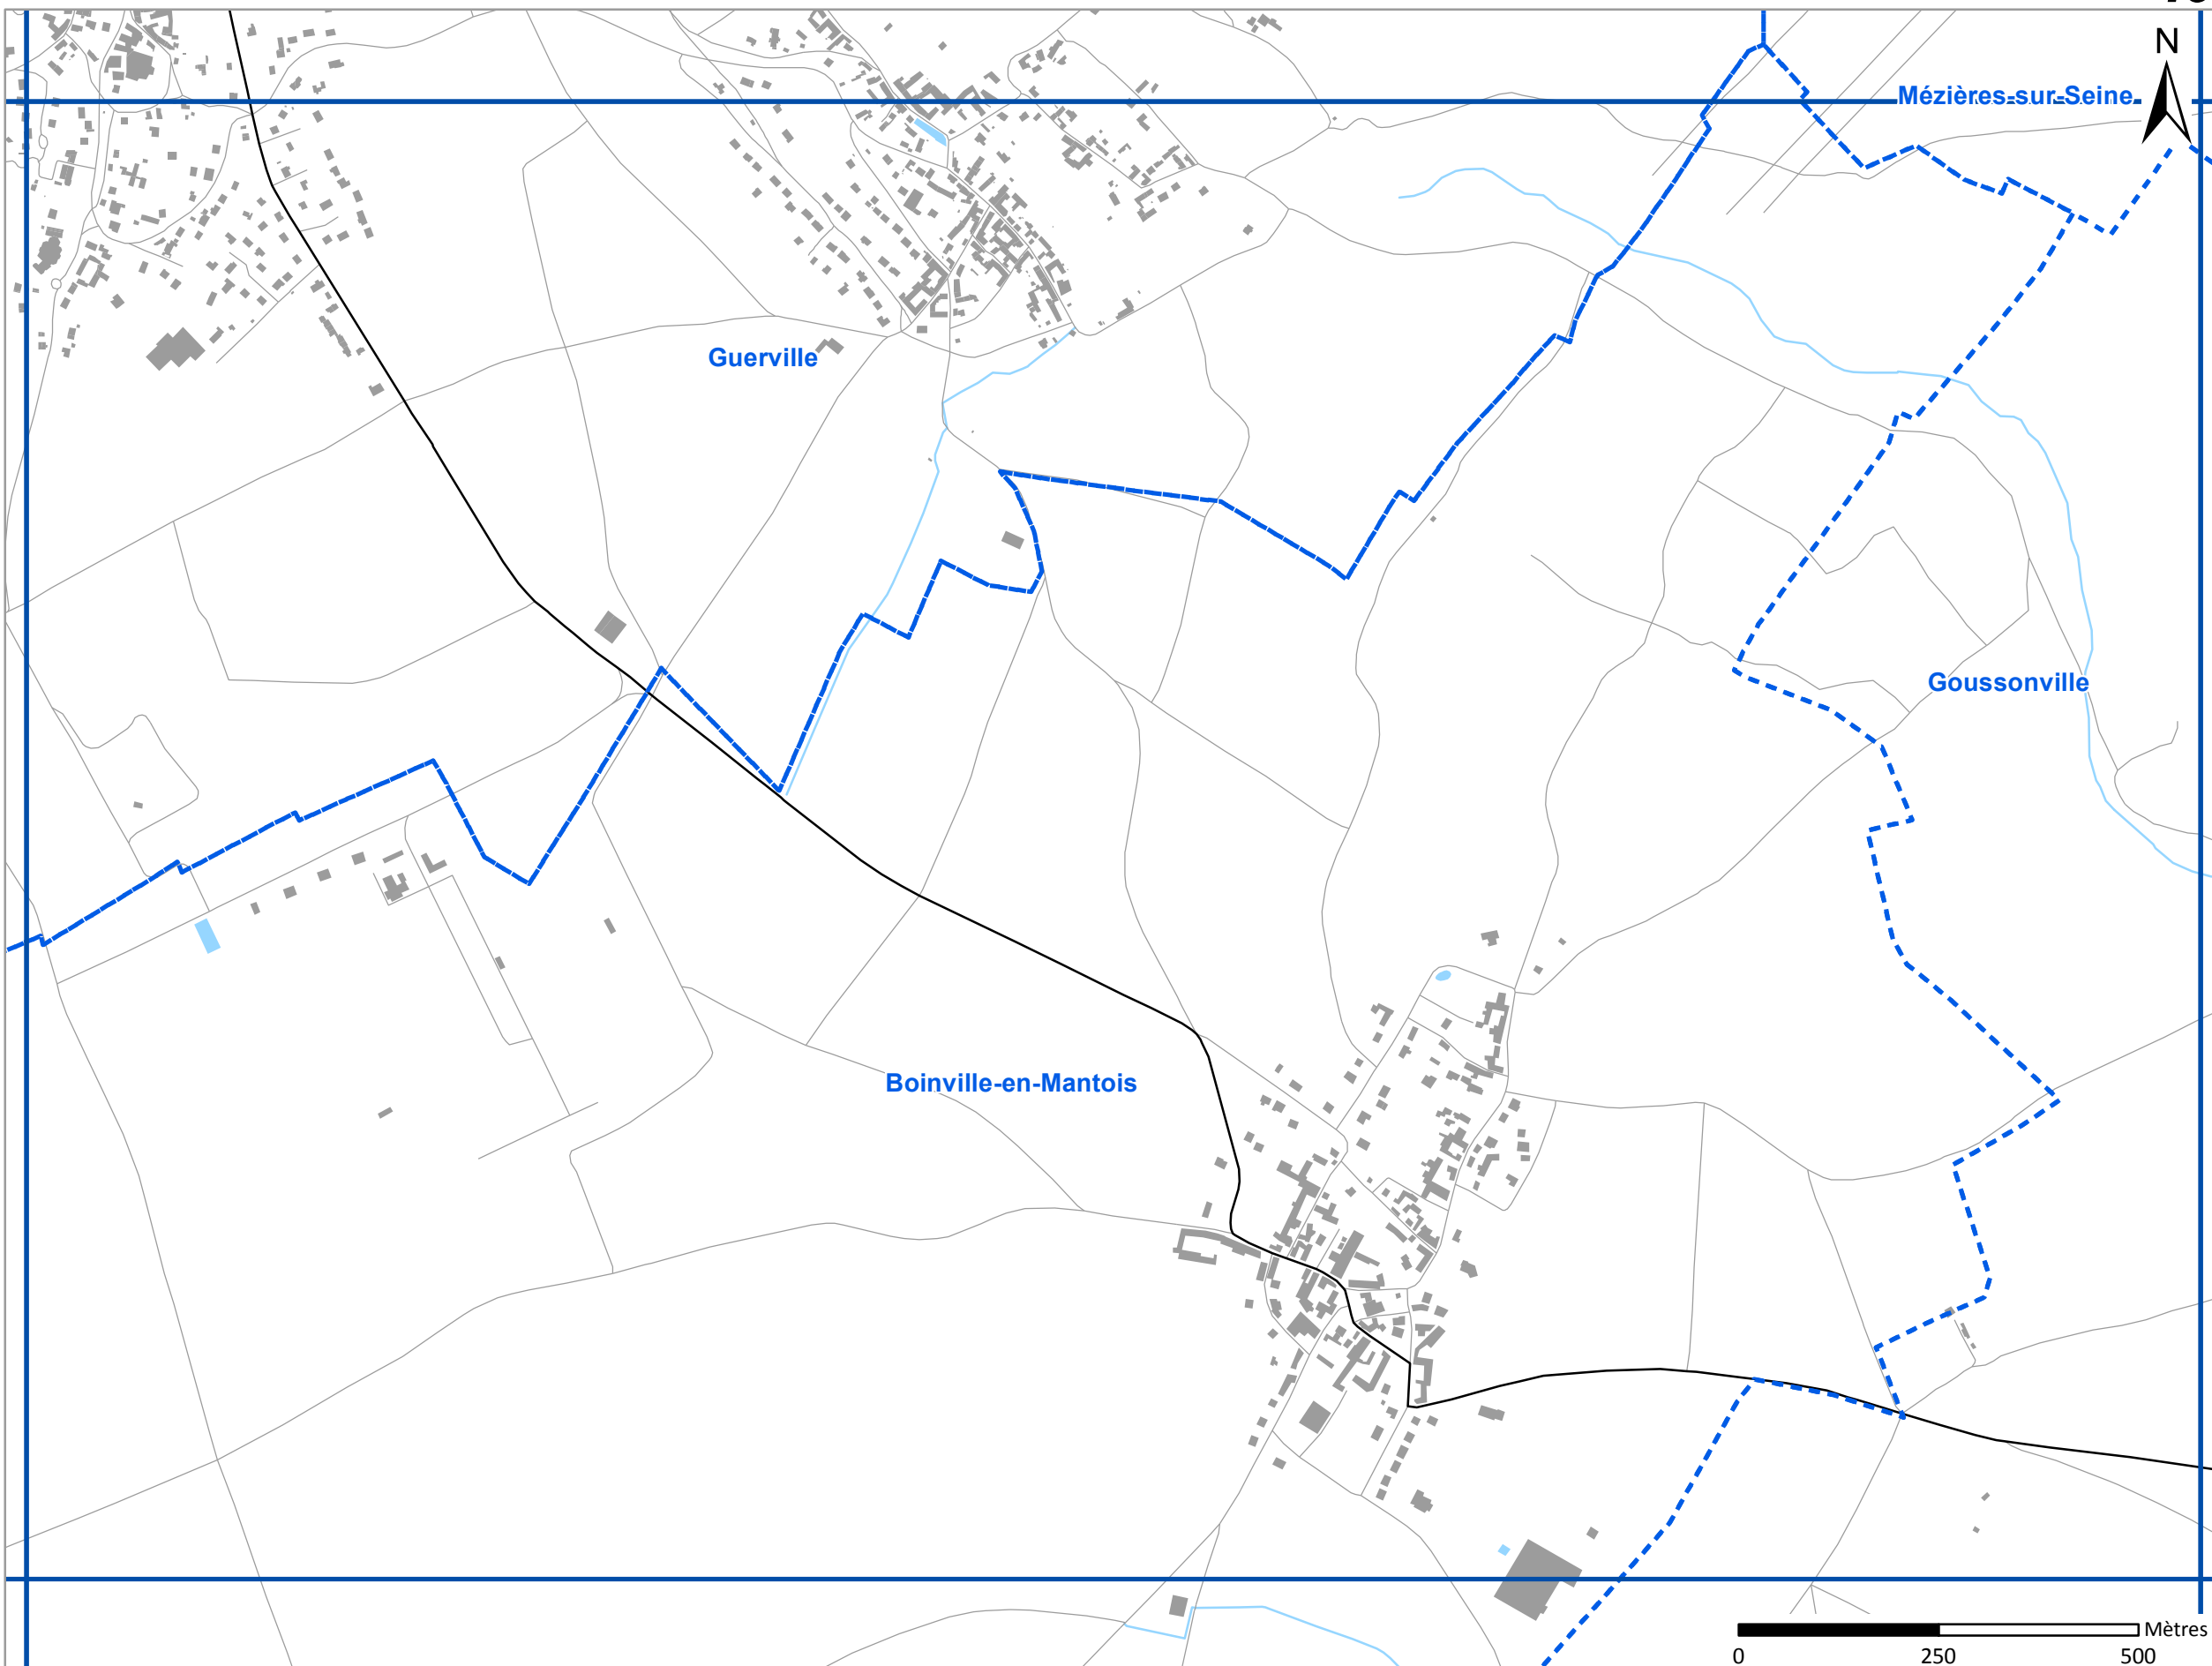 N
Mézières-sur-Seine
Guerville
Goussonville
Boinville-en-Mantois
Mètres
0 250 500